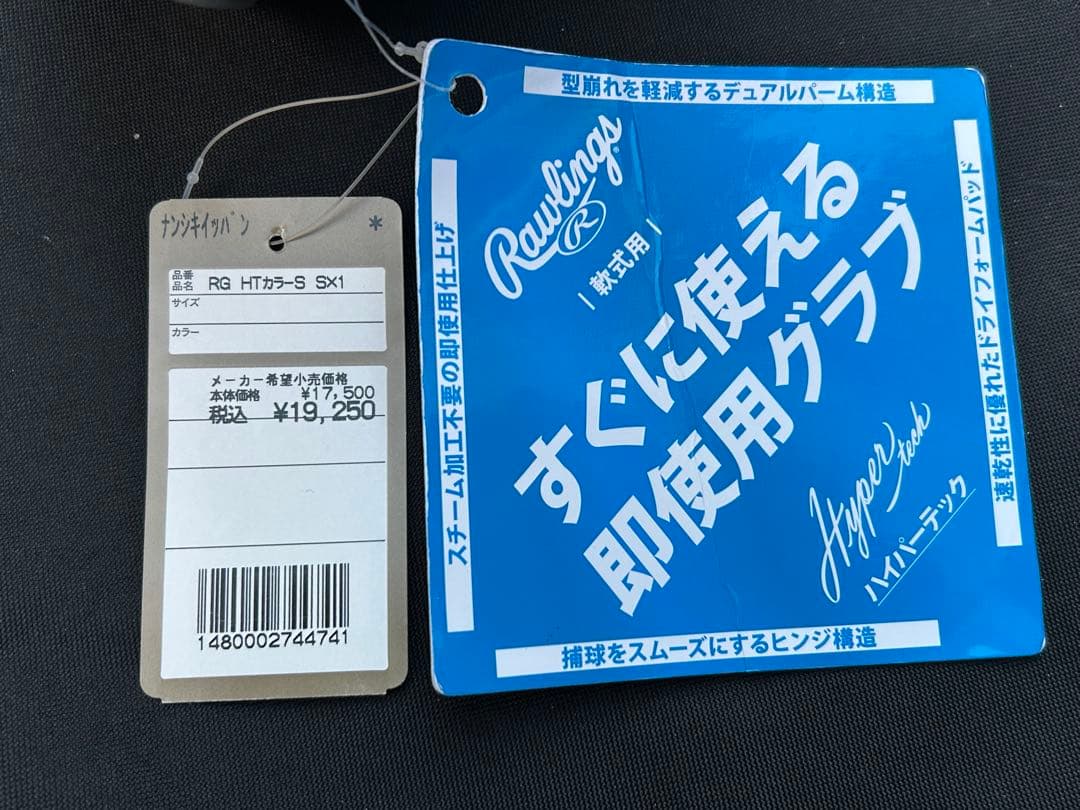 ナンシキイッパン *
品番
品名 RG HTカラーS S×1
サイズ
カラー
メーカー希望小売価格
本体価格 ¥17,500
税込 ¥19,250
1480002744741
型崩れを軽減するデュアルパーム構造
スチーム加工不要の即使用仕上げ
Rawlings
R
軟式用
すぐに使える
即使用グラブ
Hyper tech
ハイパーテック
速乾性に優れたドライフォームパッド
捕球をスムーズにするヒンジ構造